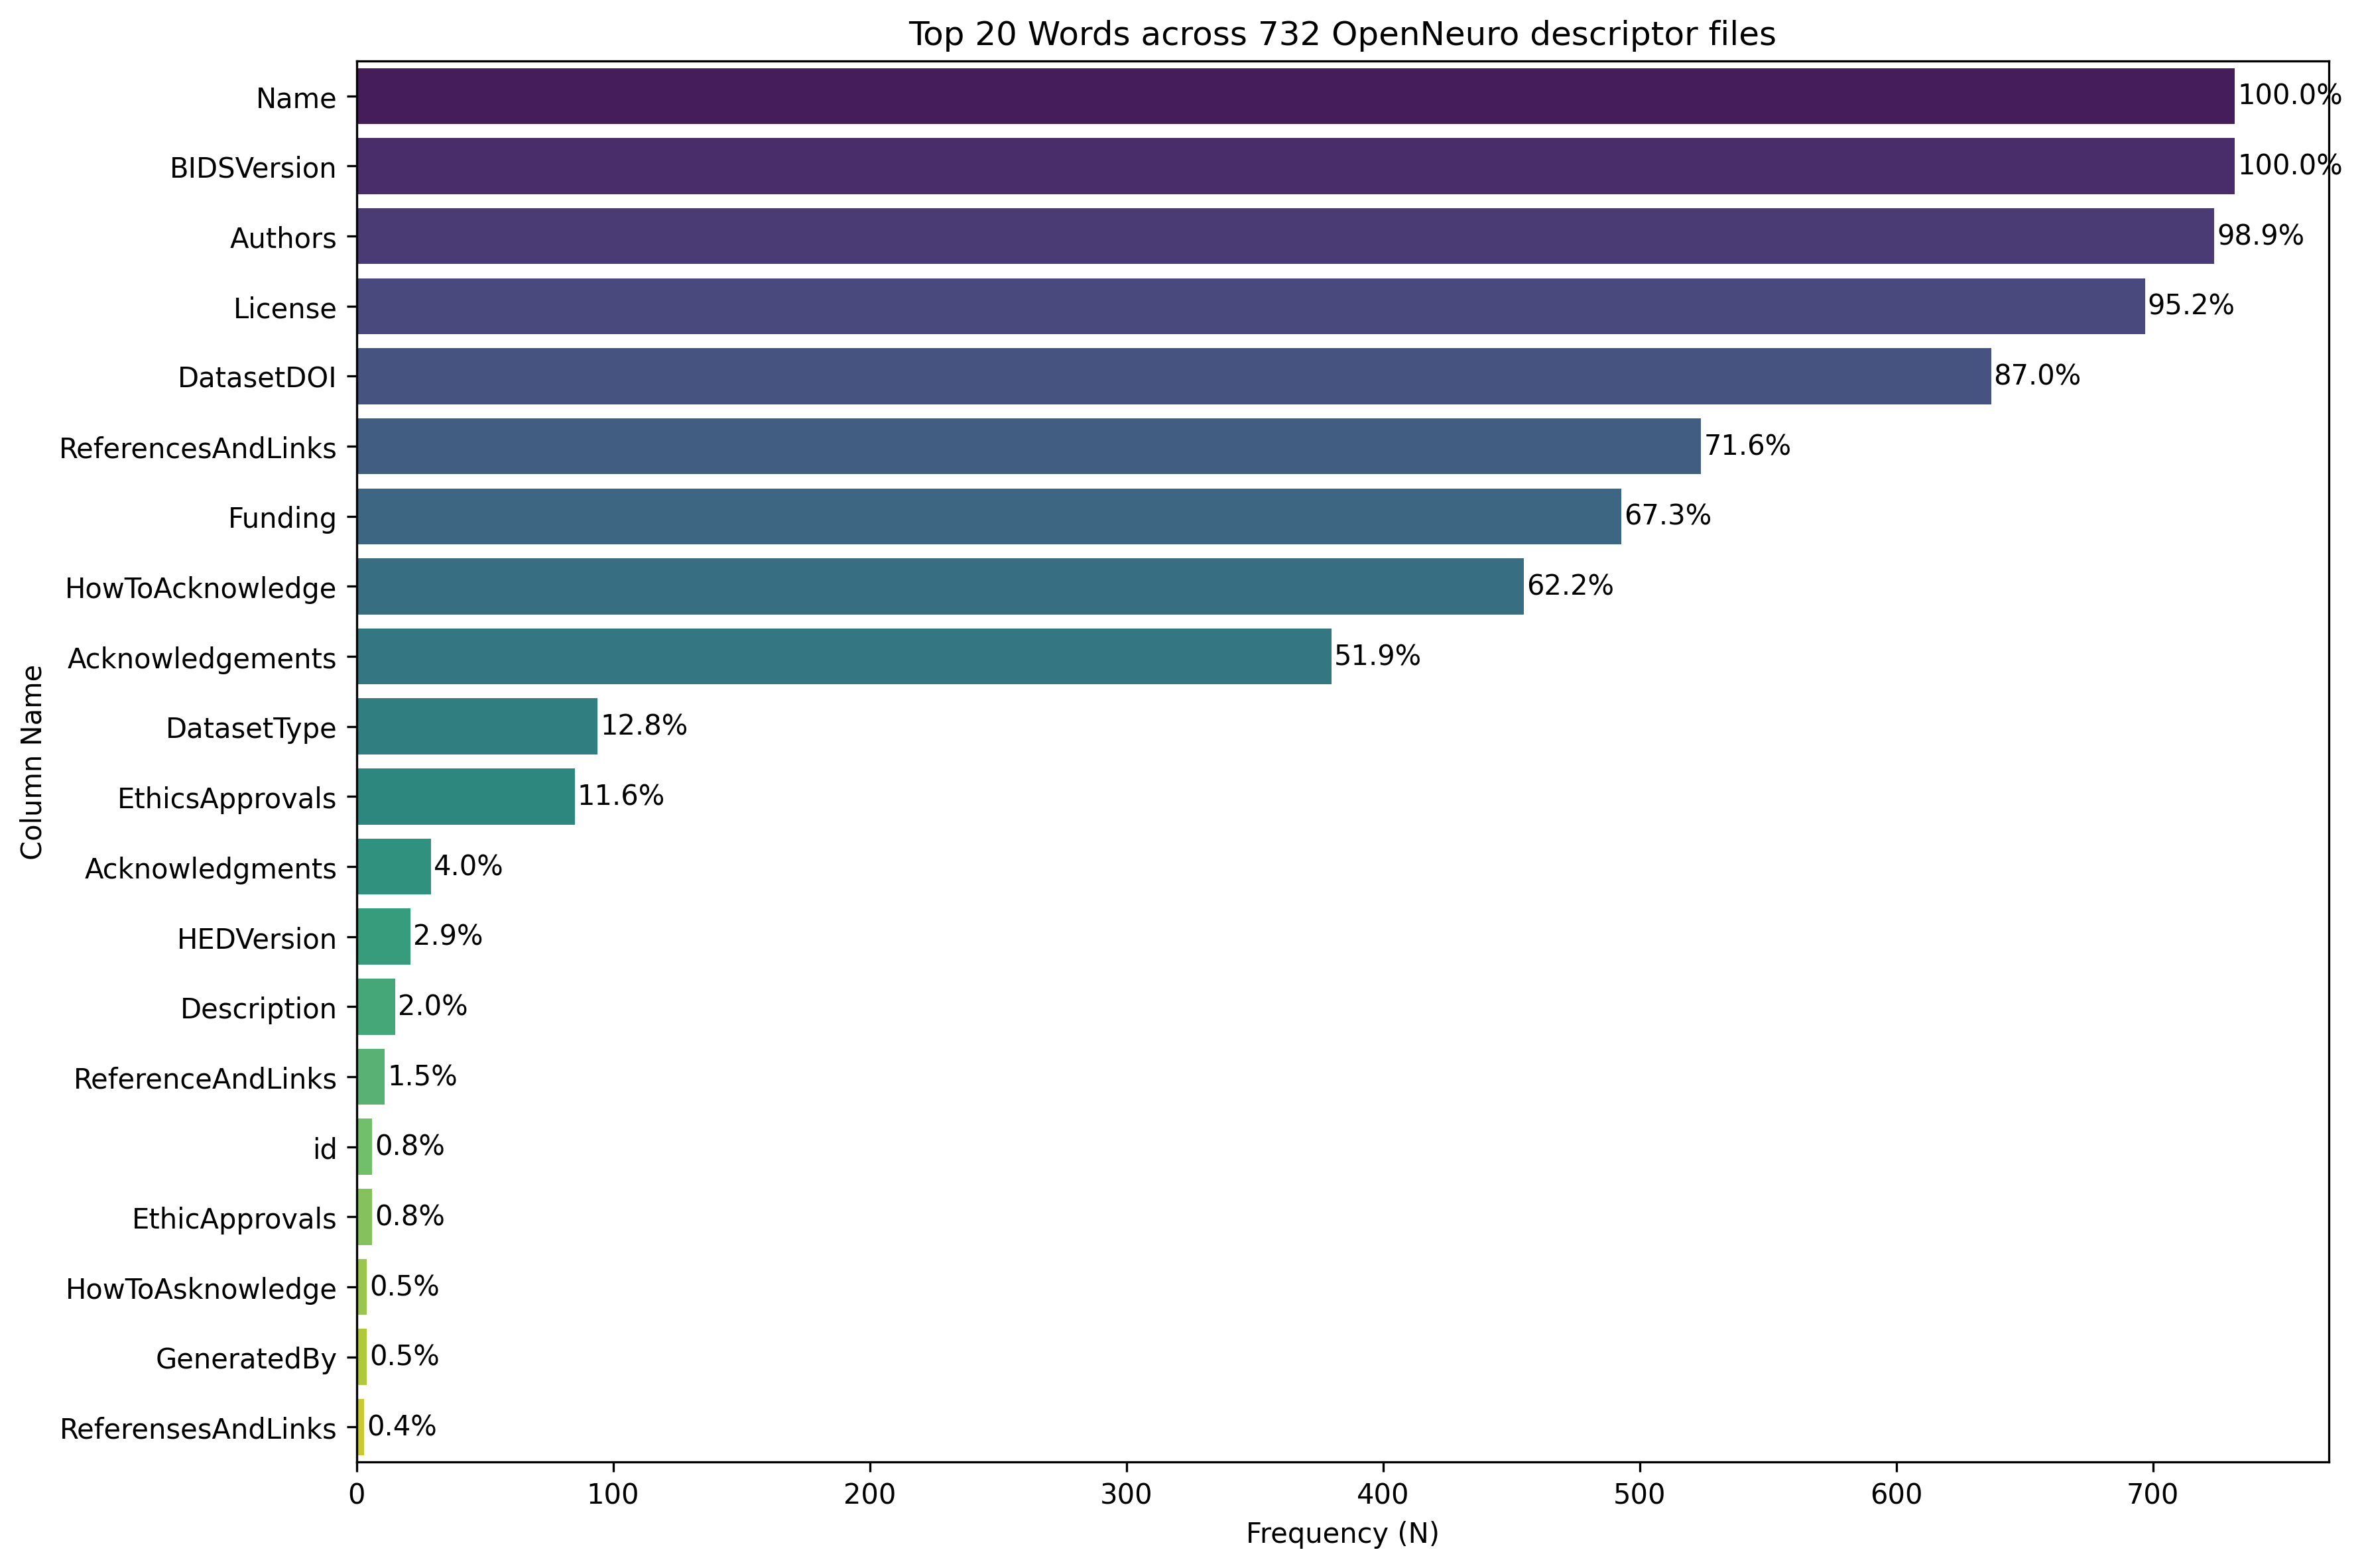 Top 20 Words across 732 OpenNeuro descriptor files
Name 100.0%
BIDSVersion 100.0%
Authors 98.9%
License 95.2%
DatasetDOI 87.0%
ReferencesAndLinks 71.6%
Funding 67.3%
HowToAcknowledge 62.2%
Acknowledgements 51.9%
DatasetType 12.8%
EthicsApprovals 11.6%
Acknowledgments 4.0%
HEDVersion 2.9%
Description 2.0%
ReferenceAndLinks 1.5%
id 0.8%
EthicApprovals 0.8%
HowToAsknowledge 0.5%
GeneratedBy 0.5%
ReferensesAndLinks 0.4%
Column Name
0 100 200 300 400 500 600 700
Frequency (N)